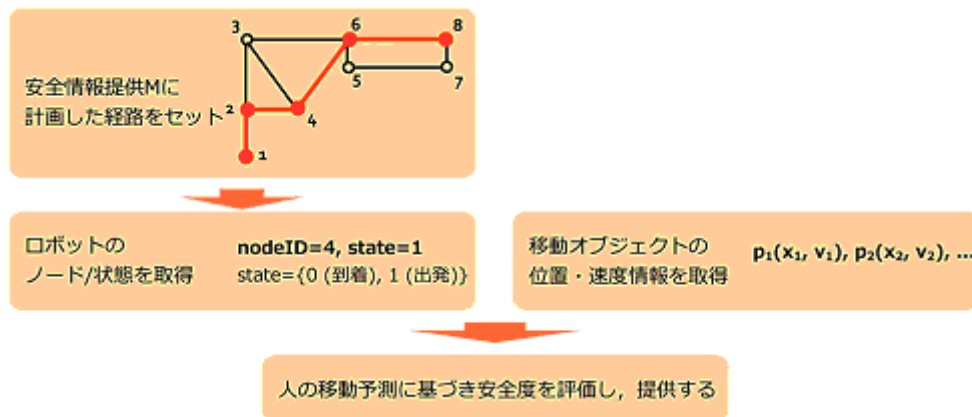 安全情報提供Mに
計画した経路をセット
3
6
8
2
4
5
7
1
ロボットの
ノード/状態を取得
nodeID=4, state=1
state={0 (到着), 1 (出発)}
移動オブジェクトの
位置・速度情報を取得
p₁(x₁, v₁), p₂(x₂, v₂), ...
人の移動予測に基づき安全度を評価し，提供する